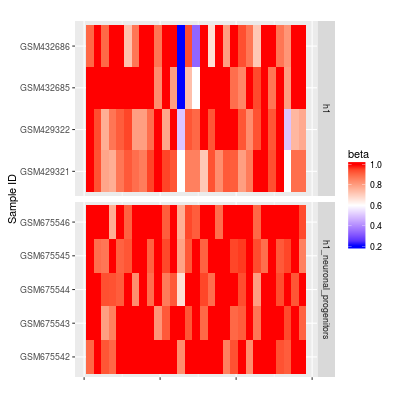 GSM432686
GSM432685
GSM429322
GSM429321
h1
GSM675546
GSM675545
GSM675544
GSM675543
GSM675542
h1_neuronal_progenitors
Sample ID
beta
1.0
0.8
0.6
0.4
0.2